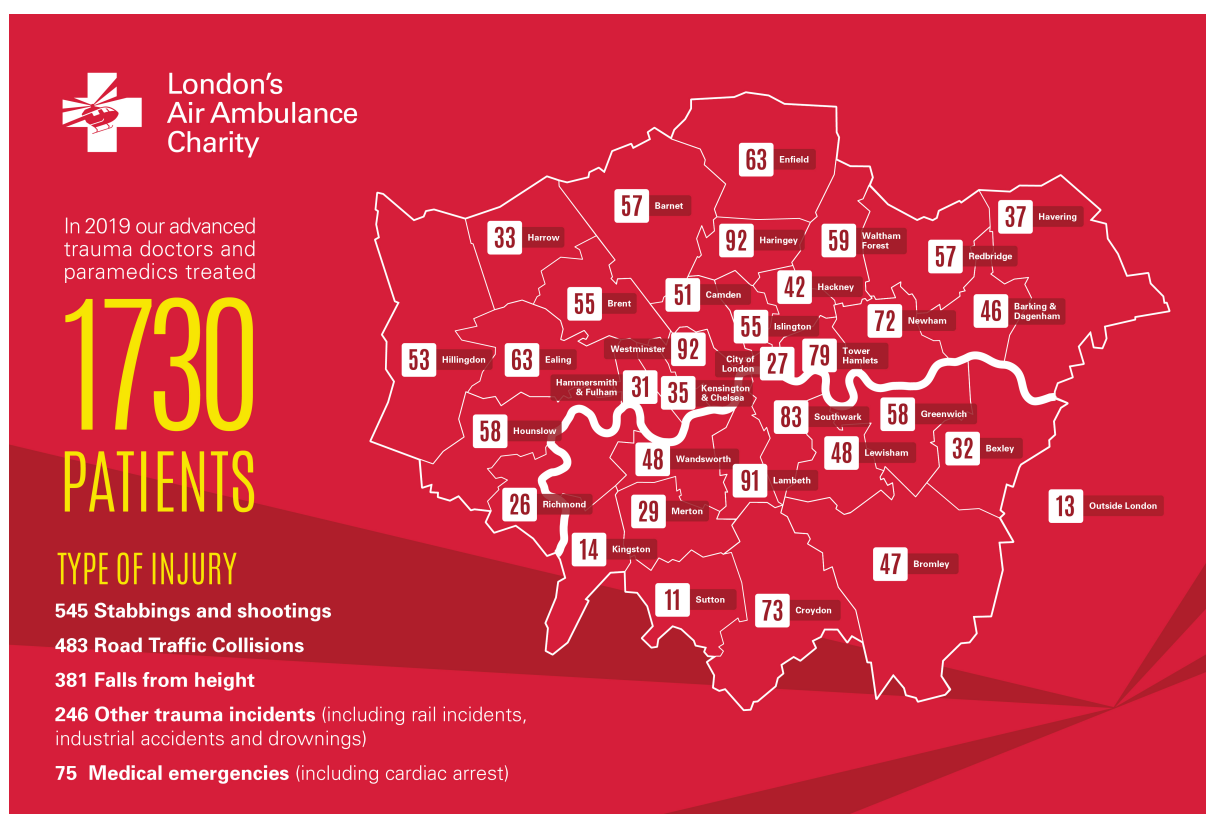 London's
Air Ambulance
Charity
In 2019 our advanced
trauma doctors and
paramedics treated
1730
PATIENTS
TYPE OF INJURY
545 Stabbings and shootings
483 Road Traffic Collisions
381 Falls from height
246 Other trauma incidents (including rail incidents,
industrial accidents and drownings)
75 Medical emergencies (including cardiac arrest)
63 Enfield
57 Barnet
37 Havering
33 Harrow
92 Haringey
59 Waltham
Forest
57 Redbridge
42 Hackney
51 Camden
55 Brent
46 Barking &
Dagenham
72 Newham
55 Islington
Westminster 92
53 Hillingdon
63 Ealing
City of
London 27
79 Tower
Hamlets
Hammersmith
& Fulham 31
35 Kensington
& Chelsea
83 Southwark
58 Greenwich
58 Hounslow
48 Wandsworth
48 Lewisham
32 Bexley
91 Lambeth
26 Richmond
29 Merton
13 Outside London
14 Kingston
47 Bromley
11 Sutton
73 Croydon